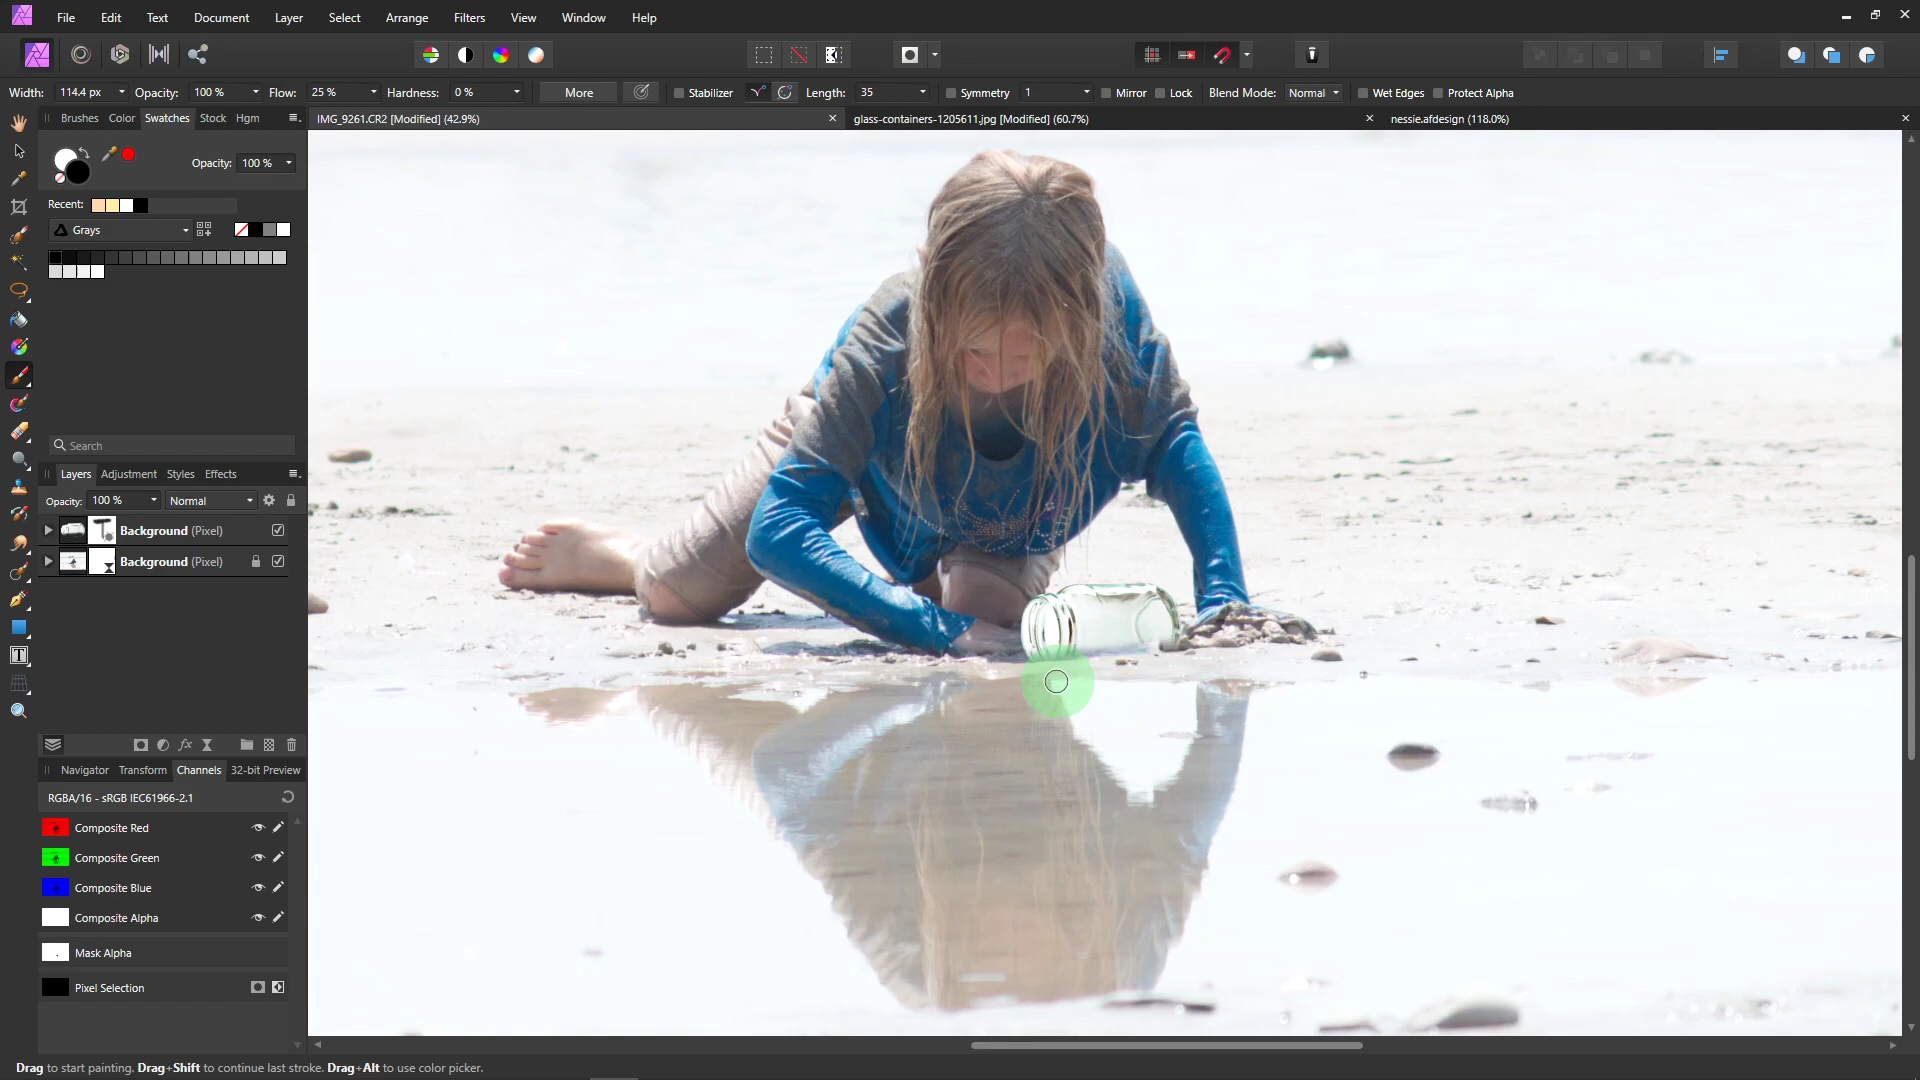 File Edit Text Document Layer Select Arrange Filters View Window Help
Width: 114.4 px Opacity: 100 % Flow: 25 % Hardness: 0 % More Stabilizer Length: 35 Symmetry 1 Mirror Lock Blend Mode: Normal Wet Edges Protect Alpha
Brushes Color Swatches Stock Hgm
IMG_9261.CR2 [Modified] (42.9%) glass-containers-1205611.jpg [Modified] (60.7%) nessie.afdesign (118.0%)
Opacity: 100 %
Recent:
Grays
Search
Layers Adjustment Styles Effects
Opacity: 100 % Normal
Background (Pixel)
Background (Pixel)
Navigator Transform Channels 32-bit Preview
RGBA/16 - sRGB IEC61966-2.1
Composite Red
Composite Green
Composite Blue
Composite Alpha
Mask Alpha
Pixel Selection
Drag to start painting. Drag+Shift to continue last stroke. Drag+Alt to use color picker.